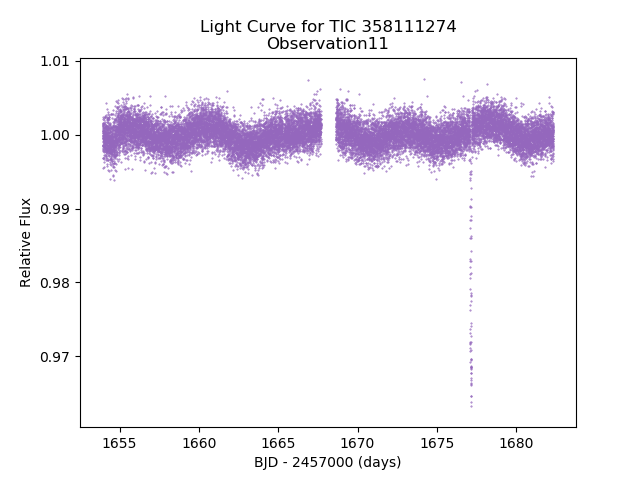 Light Curve for TIC 358111274
Observation11
1.01
1.00
0.99
0.98
0.97
Relative Flux
1655
1660
1665
1670
1675
1680
BJD - 2457000 (days)